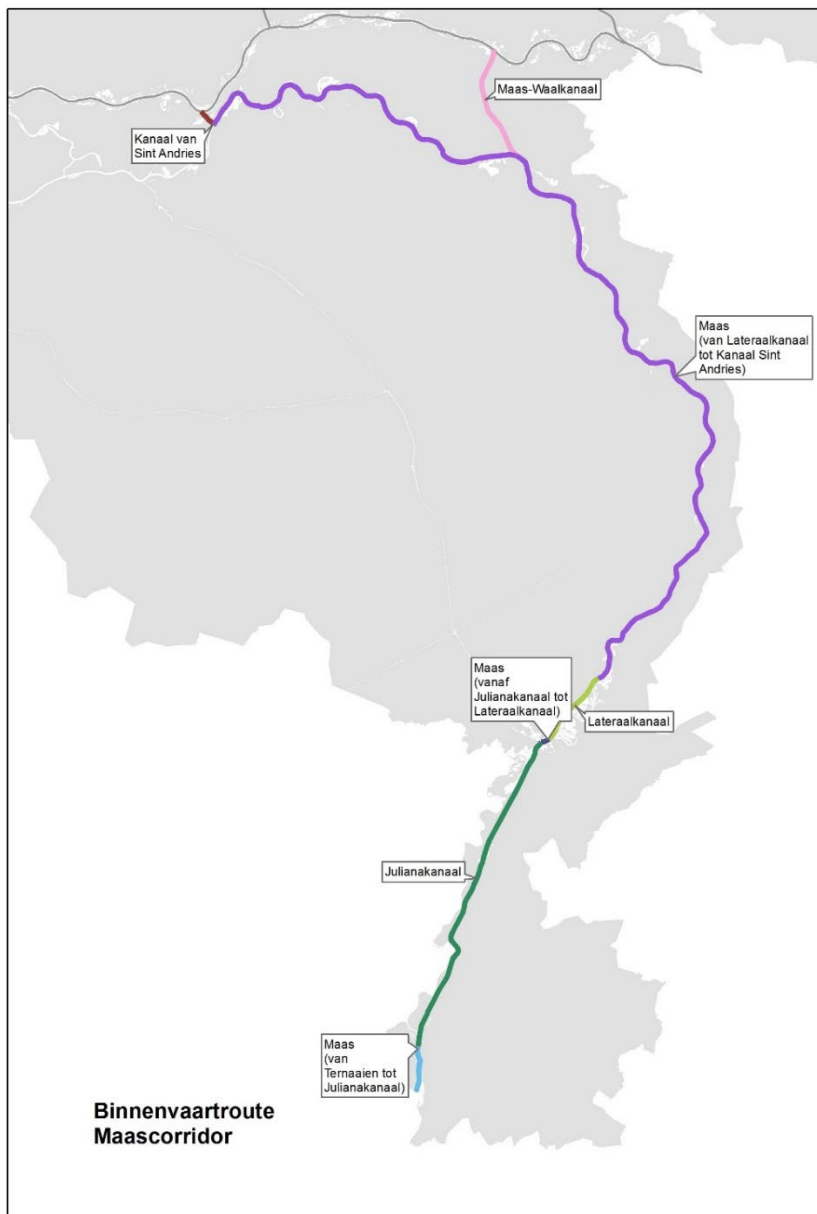 Maas-Waalkanaal
Kanaal van
Sint Andries
Maas
(van Lateraalkanaal
tot Kanaal Sint
Andries)
Maas
(vanaf
Julianakanaal tot
Lateraalkanaal)
Lateraalkanaal
Julianakanaal
Maas
(van
Ternaaien tot
Julianakanaal)
Binnenvaartroute
Maascorridor